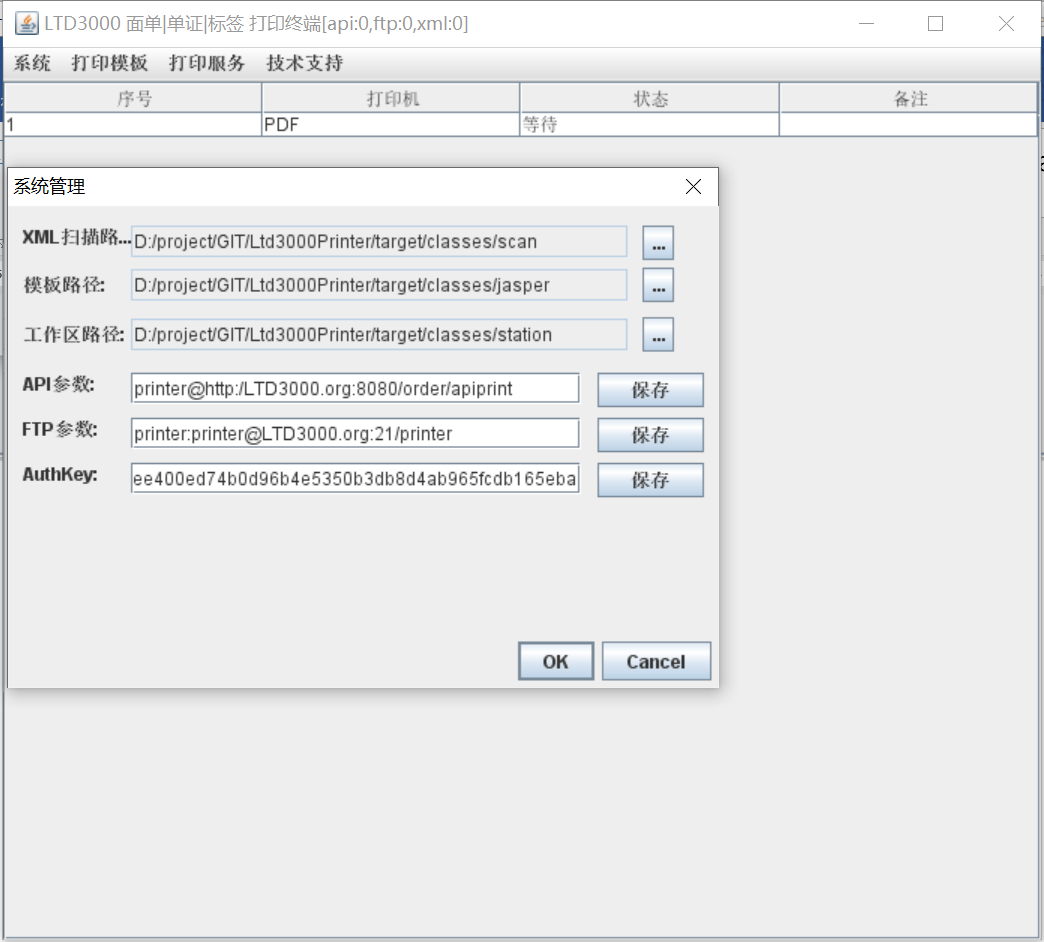 LTD3000 面单|单证|标签 打印终端[api:0,ftp:0,xml:0]
系统 打印模板 打印服务 技术支持
序号 打印机 状态 备注
1 PDF 等待
系统管理
XML扫描路... D:/project/GIT/Ltd3000Printer/target/classes/scan ...
模板路径: D:/project/GIT/Ltd3000Printer/target/classes/jasper ...
工作区路径: D:/project/GIT/Ltd3000Printer/target/classes/station ...
API参数: printer@http:/LTD3000.org:8080/order/apiprint 保存
FTP参数: printer:printer@LTD3000.org:21/printer 保存
AuthKey: ee400ed74b0d96b4e5350b3db8d4ab965fcdb165eba 保存
OK Cancel